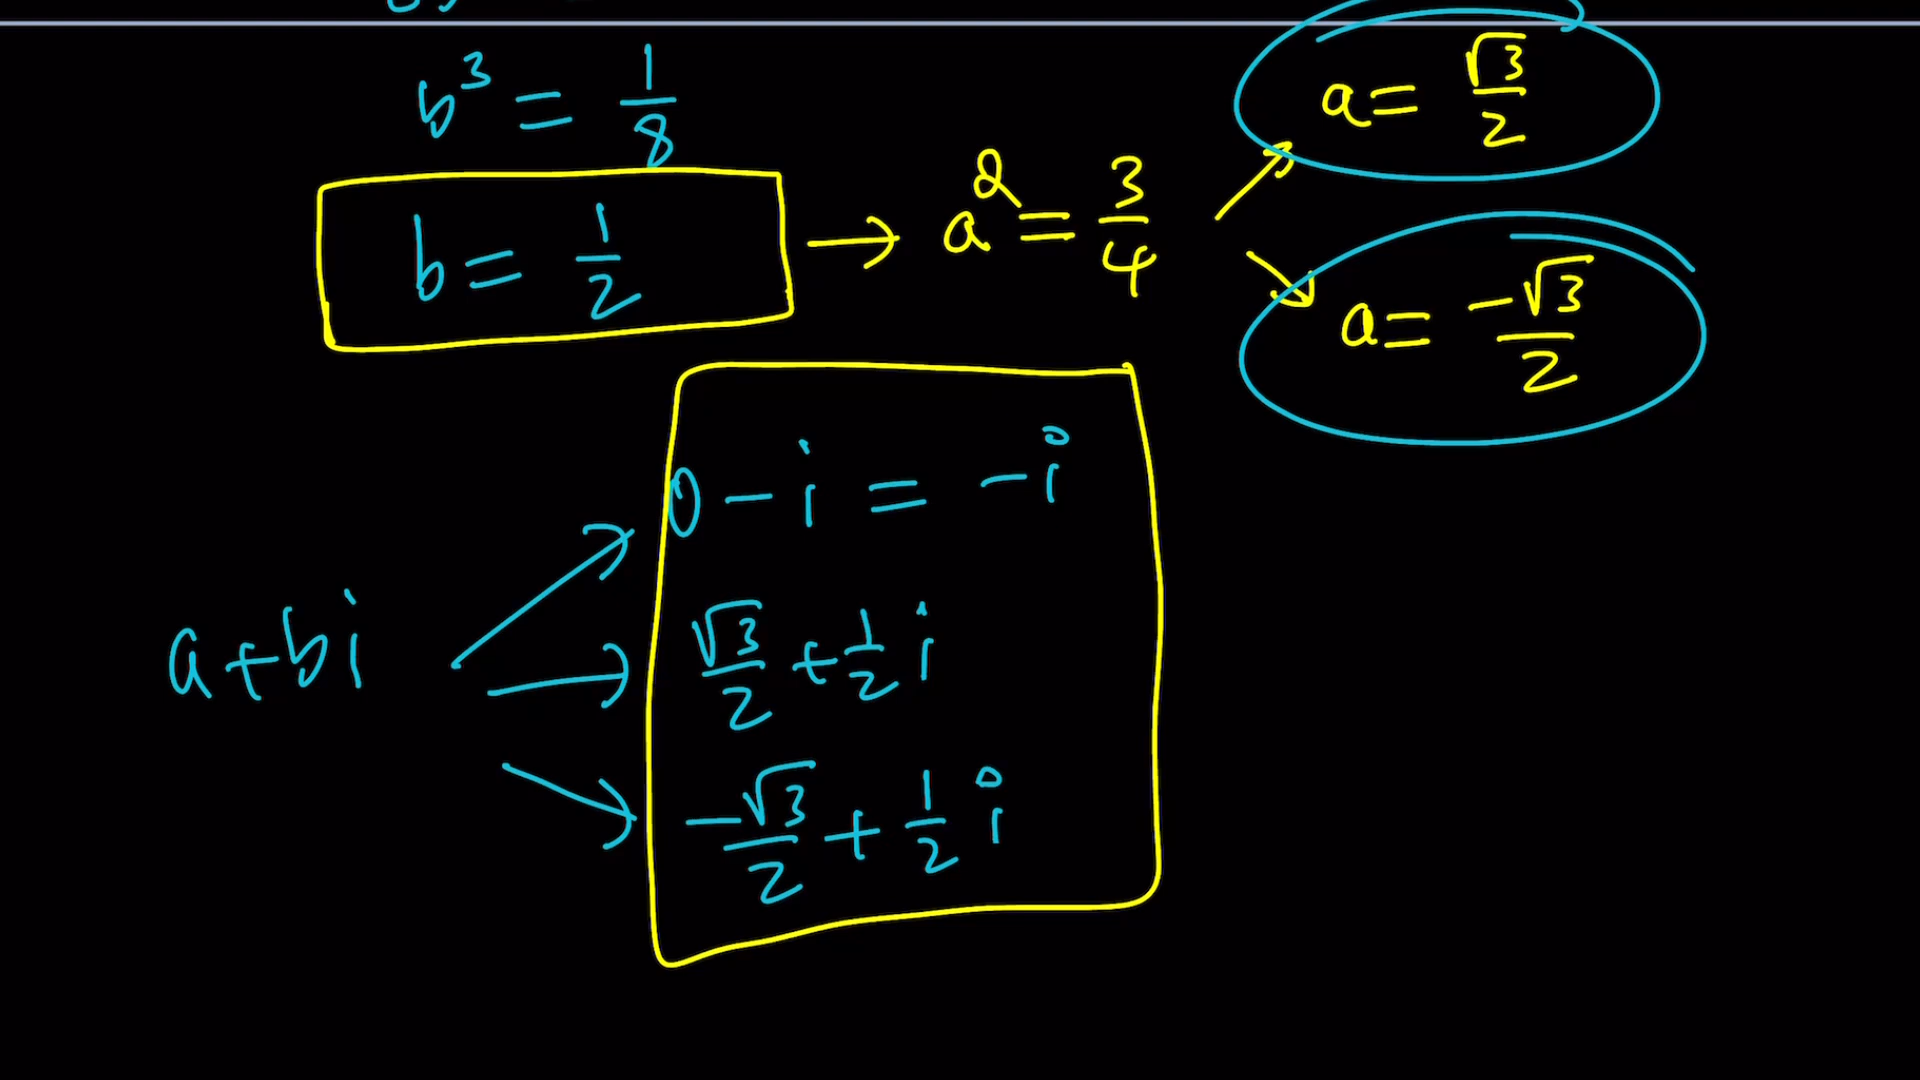 b³ = 1/8
b = 1/2 → a² = 3/4
a = √3/2
a = -√3/2
a+bi
0 - i = -i
√3/2 + 1/2 i
-√3/2 + 1/2 i